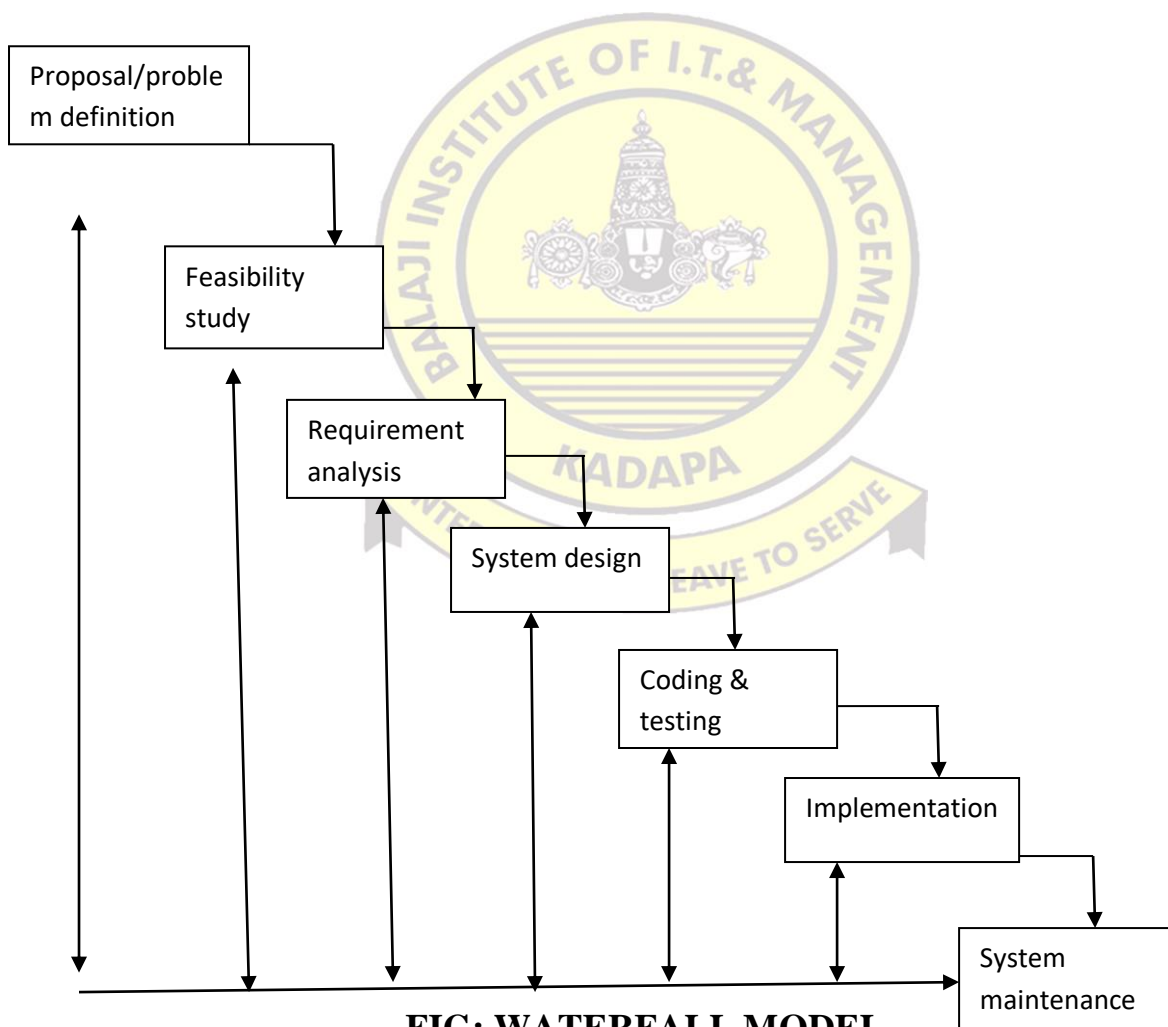 BALAJI INSTITUTE OF I.T.& MANAGEMENT
KADAPA
EAVE TO SERVE
Proposal/proble
m definition
Feasibility
study
Requirement
analysis
System design
Coding &
testing
Implementation
System
maintenance
FIG: WATERFALL MODEL